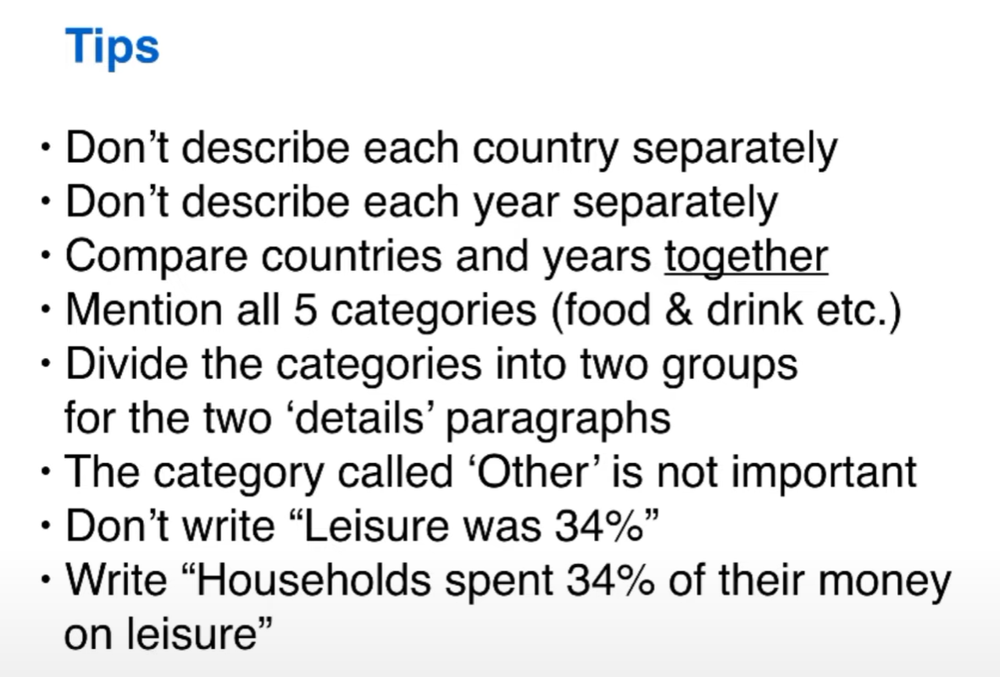 Tips
• Don’t describe each country separately
• Don’t describe each year separately
• Compare countries and years together
• Mention all 5 categories (food & drink etc.)
• Divide the categories into two groups
for the two ‘details’ paragraphs
• The category called ‘Other’ is not important
• Don’t write “Leisure was 34%”
• Write “Households spent 34% of their money
on leisure”